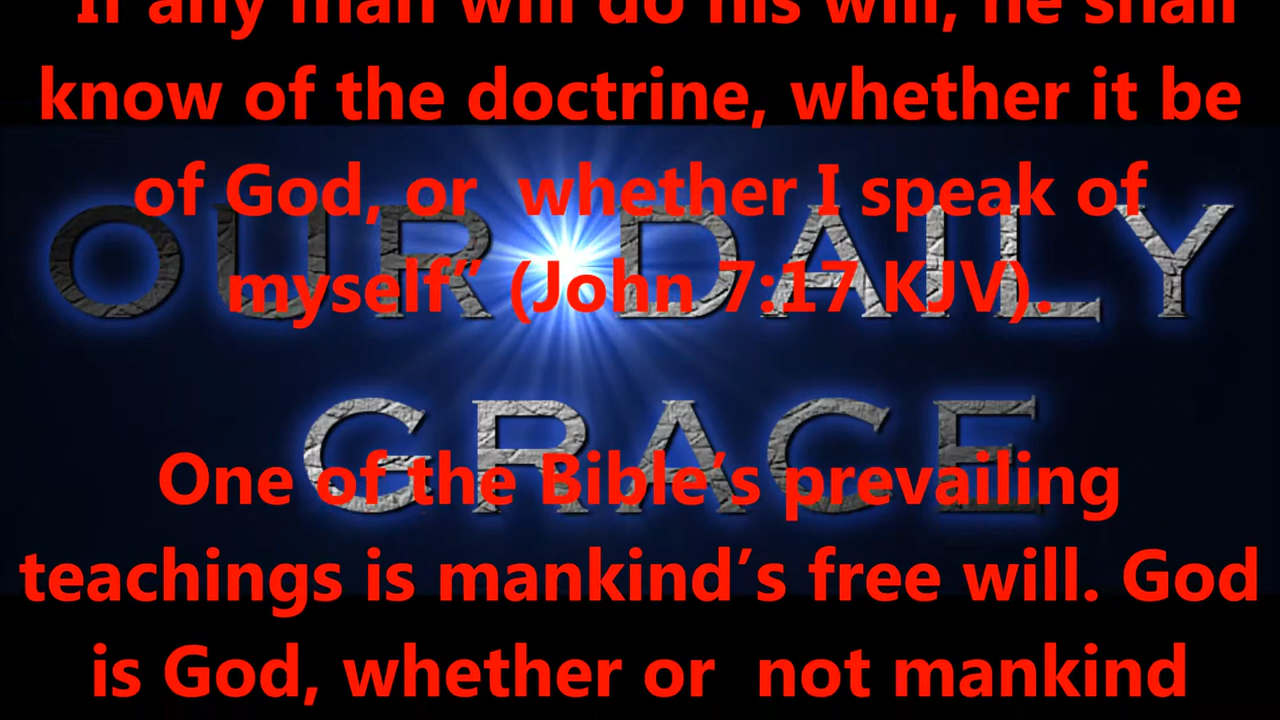 If any man will do his will, he shall
know of the doctrine, whether it be
of God, or  whether I speak of
myself” (John 7:17 KJV).
OUR DAILY
GRACE
One of the Bible’s prevailing
teachings is mankind’s free will. God
is God, whether or  not mankind